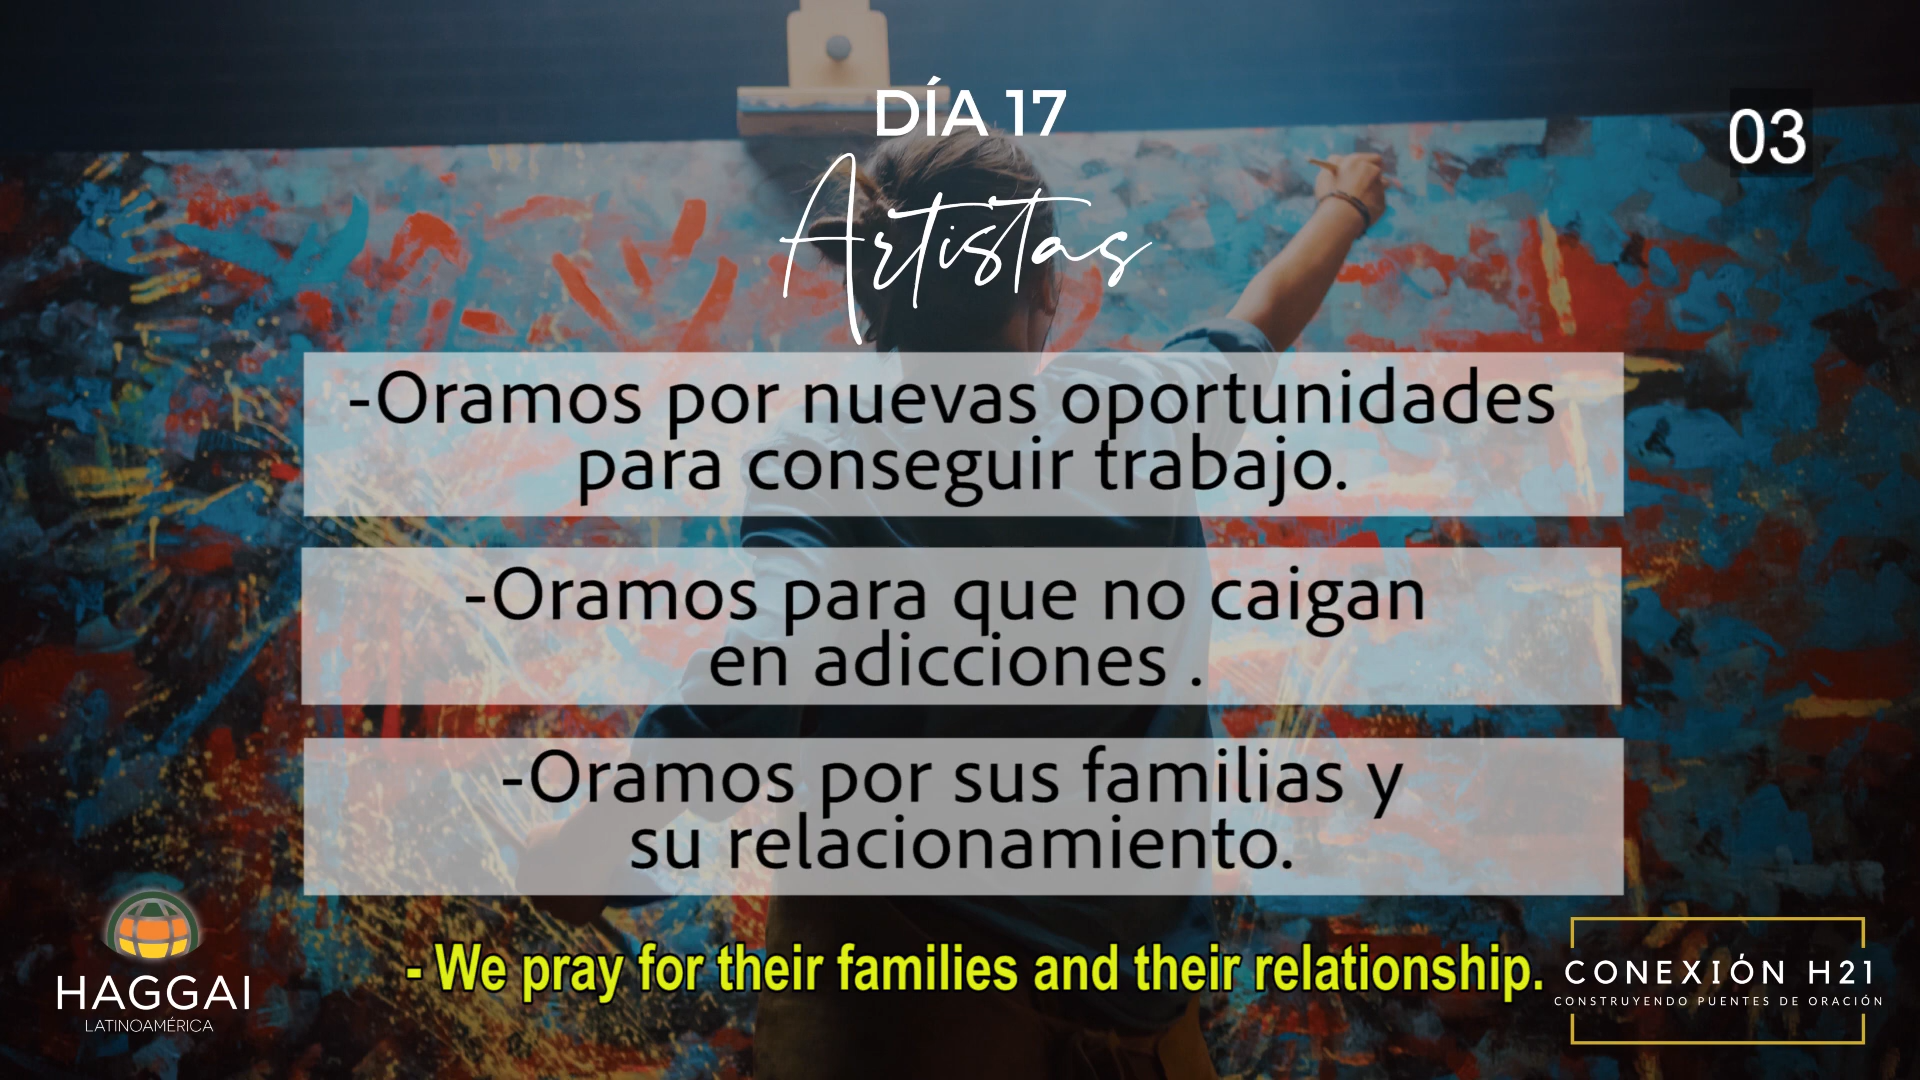 DÍA 17
03
Artistas
-Oramos por nuevas oportunidades
para conseguir trabajo.
-Oramos para que no caigan
en adicciones .
-Oramos por sus familias y
su relacionamiento.
- We pray for their families and their relationship.
HAGGAI
LATINOAMÉRICA
CONEXIÓN H21
CONSTRUYENDO PUENTES DE ORACIÓN